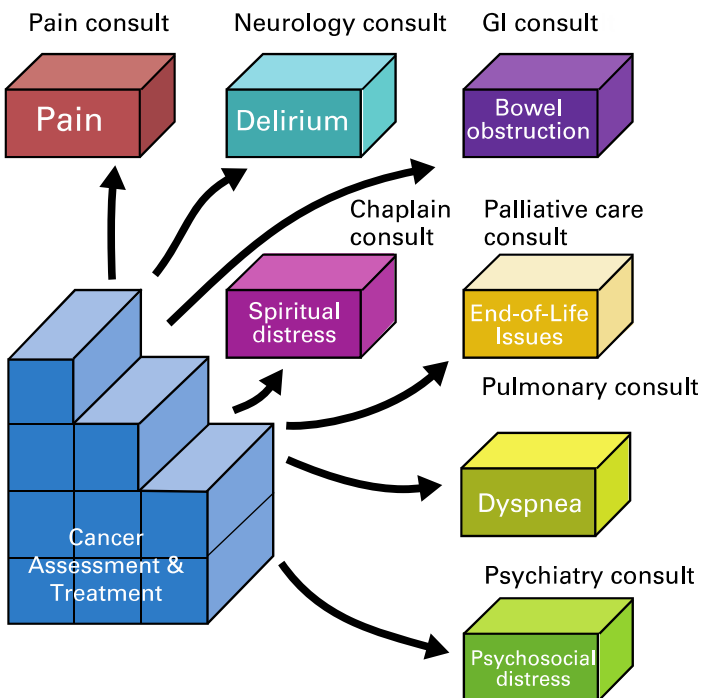 Pain consult
Neurology consult
GI consult
Pain
Delirium
Bowel
obstruction
Chaplain
consult
Palliative care
consult
Spiritual
distress
End-of-Life
Issues
Pulmonary consult
Dyspnea
Cancer
Assessment &
Treatment
Psychiatry consult
Psychosocial
distress